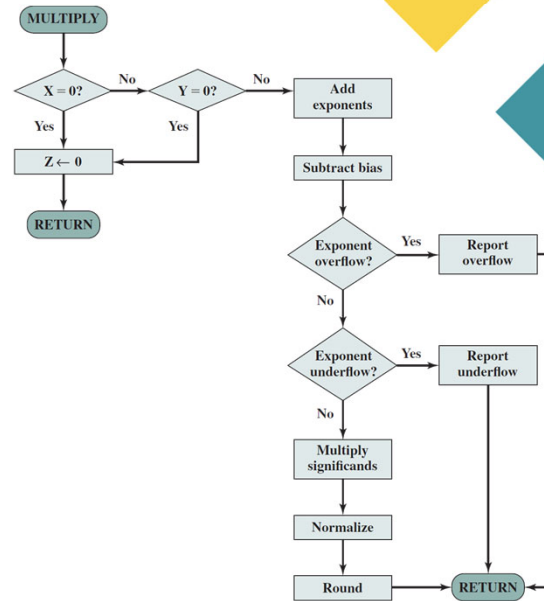 MULTIPLY
X = 0?
No
Y = 0?
No
Add
exponents
Yes
Yes
Z ← 0
Subtract bias
RETURN
Exponent
overflow?
Yes
Report
overflow
No
Exponent
underflow?
Yes
Report
underflow
No
Multiply
significands
Normalize
Round
RETURN